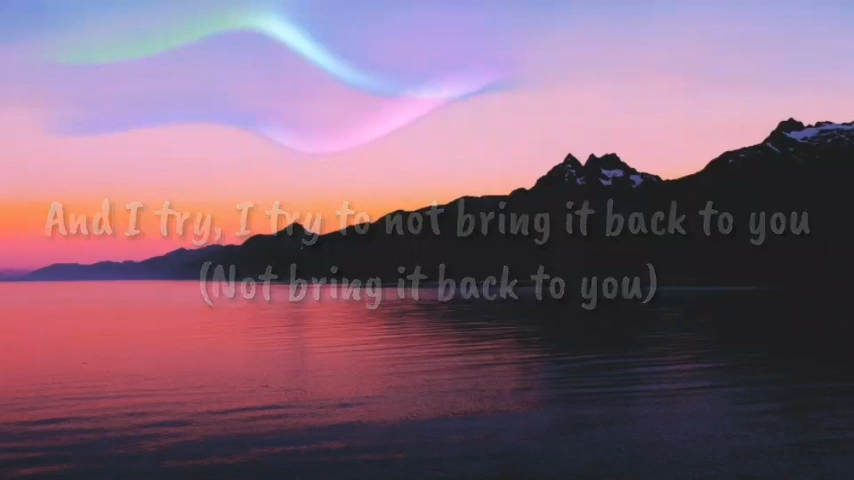 And I try, I try to not bring it back to you
(Not bring it back to you)